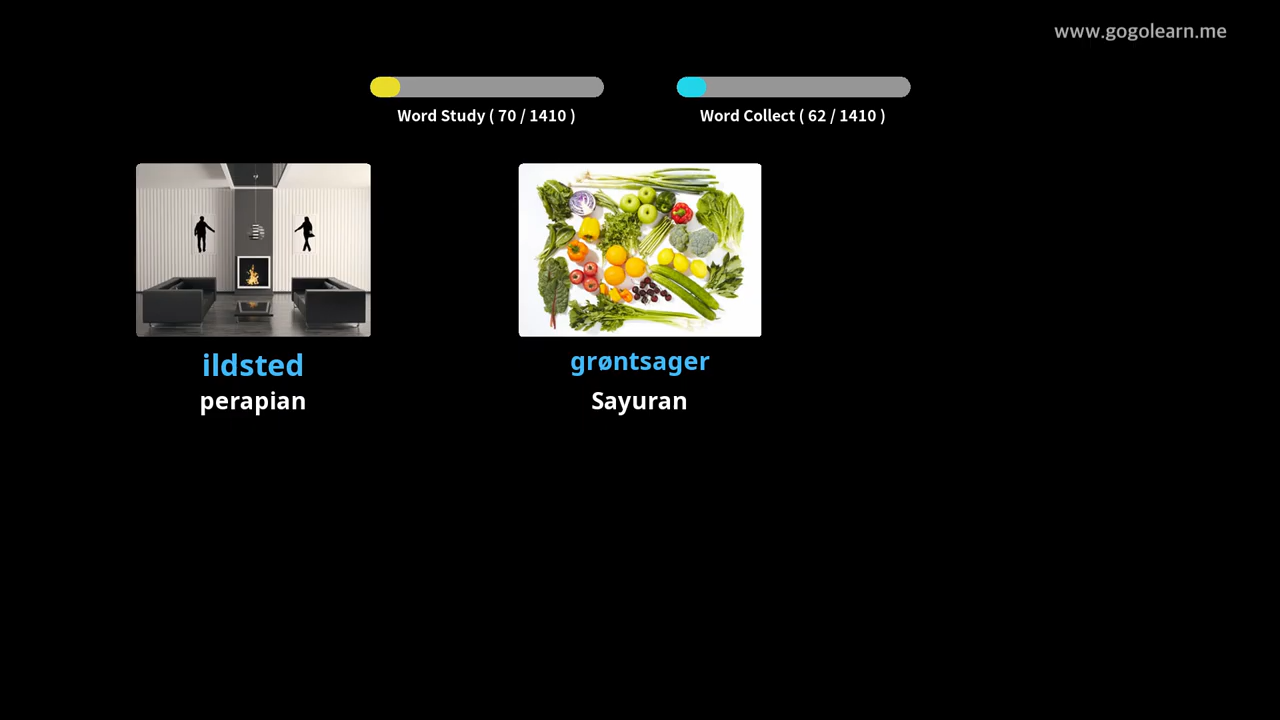 www.gogolearn.me
Word Study ( 70 / 1410 )
Word Collect ( 62 / 1410 )
ildsted
perapian
grøntsager
Sayuran